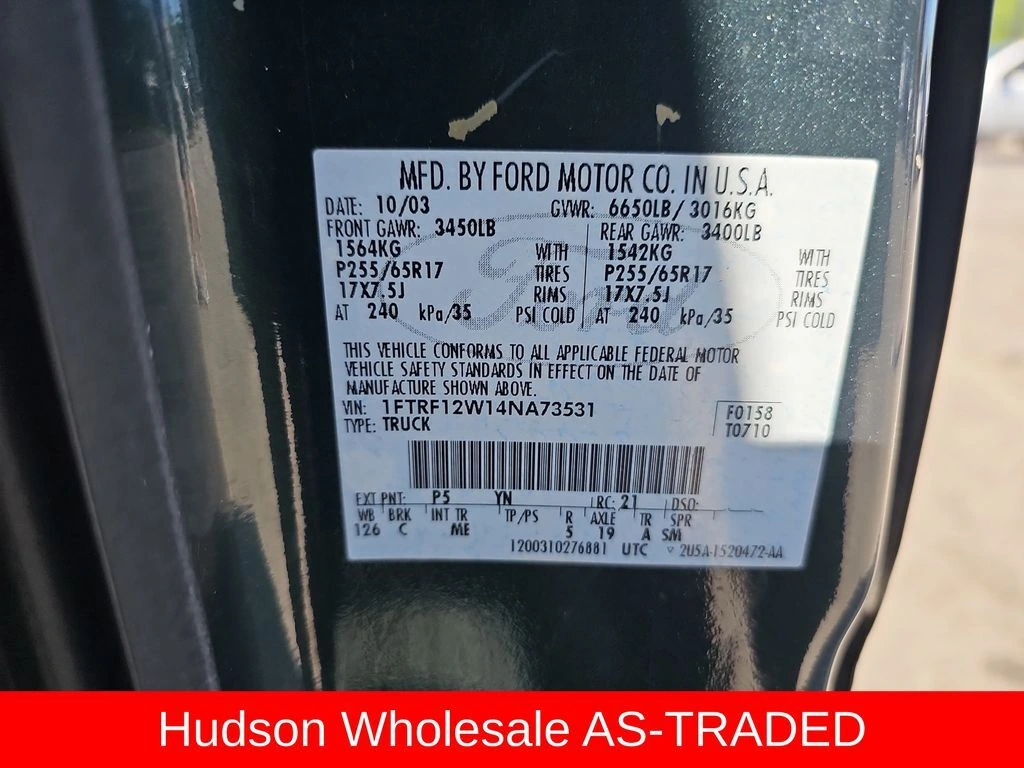 MFD. BY FORD MOTOR CO. IN U.S.A.
DATE: 10/03 GVWR: 6650LB/ 3016KG
FRONT GAWR: 3450LB REAR GAWR: 3400LB
1564KG WITH 1542KG WITH
P255/65R17 TIRES P255/65R17 TIRES
17X7.5J RIMS 17X7.5J RIMS
AT 240 kPa/35 PSI COLD AT 240 kPa/35 PSI COLD
Ford
THIS VEHICLE CONFORMS TO ALL APPLICABLE FEDERAL MOTOR
VEHICLE SAFETY STANDARDS IN EFFECT ON THE DATE OF
MANUFACTURE SHOWN ABOVE.
VIN: 1FTRF12W14NA73531 F0158
TYPE: TRUCK T0710
EXT PNT: P5 YN RC: 21 DSO:
WB BRK INT TR TP/PS R AXLE TR SPR
126 C ME 5 19 A SM
1200310276881 UTC 2U5A-1520472-AA
Hudson Wholesale AS-TRADED